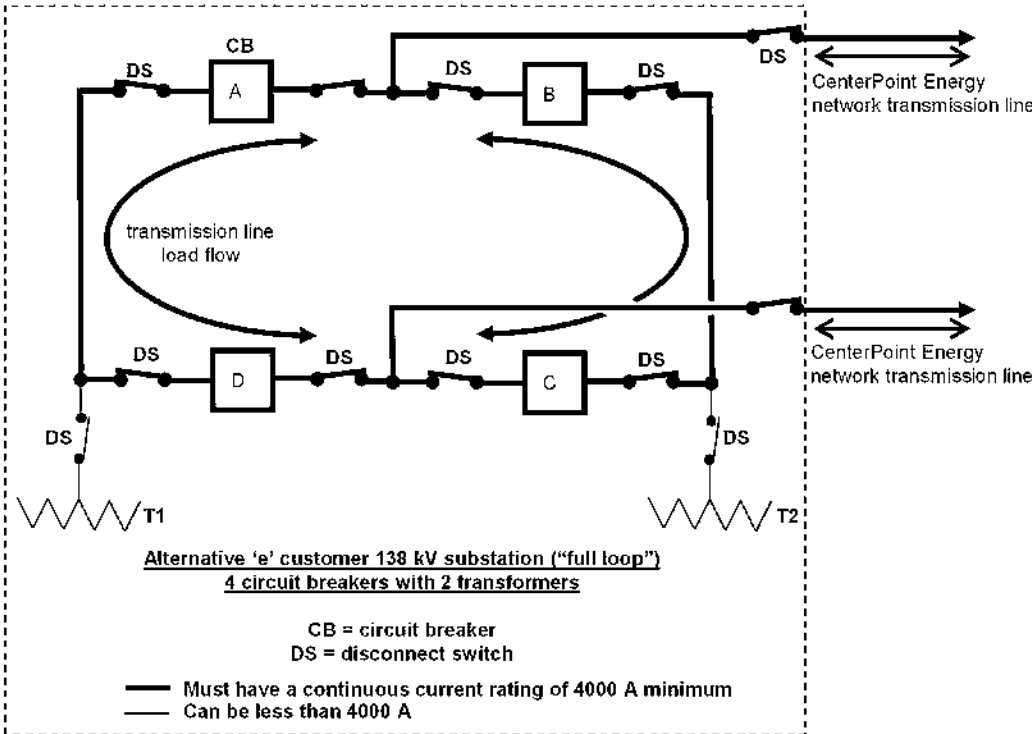 CB
DS
DS
DS
A
B
DS
CenterPoint Energy
network transmission line
transmission line
load flow
DS
DS
DS
DS
D
C
CenterPoint Energy
network transmission line
DS
DS
T1
T2
Alternative ‘e’ customer 138 kV substation (“full loop”)
4 circuit breakers with 2 transformers
CB = circuit breaker
DS = disconnect switch
Must have a continuous current rating of 4000 A minimum
Can be less than 4000 A